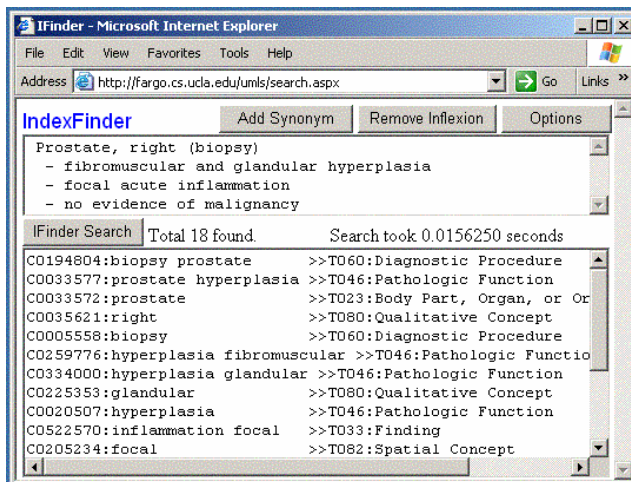 IFinder - Microsoft Internet Explorer
File Edit View Favorites Tools Help
Address http://fargo.cs.ucla.edu/umls/search.aspx Go Links »
IndexFinder Add Synonym Remove Inflexion Options
Prostate, right (biopsy)
- fibromuscular and glandular hyperplasia
- focal acute inflammation
- no evidence of malignancy
IFinder Search Total 18 found. Search took 0.0156250 seconds
C0194804:biopsy prostate >>T060:Diagnostic Procedure
C0033577:prostate hyperplasia >>T046:Pathologic Function
C0033572:prostate >>T023:Body Part, Organ, or Or
C0035621:right >>T080:Qualitative Concept
C0005558:biopsy >>T060:Diagnostic Procedure
C0259776:hyperplasia fibromuscular >>T046:Pathologic Functio
C0334000:hyperplasia glandular >>T046:Pathologic Function
C0225353:glandular >>T080:Qualitative Concept
C0020507:hyperplasia >>T046:Pathologic Function
C0522570:inflammation focal >>T033:Finding
C0205234:focal >>T082:Spatial Concept